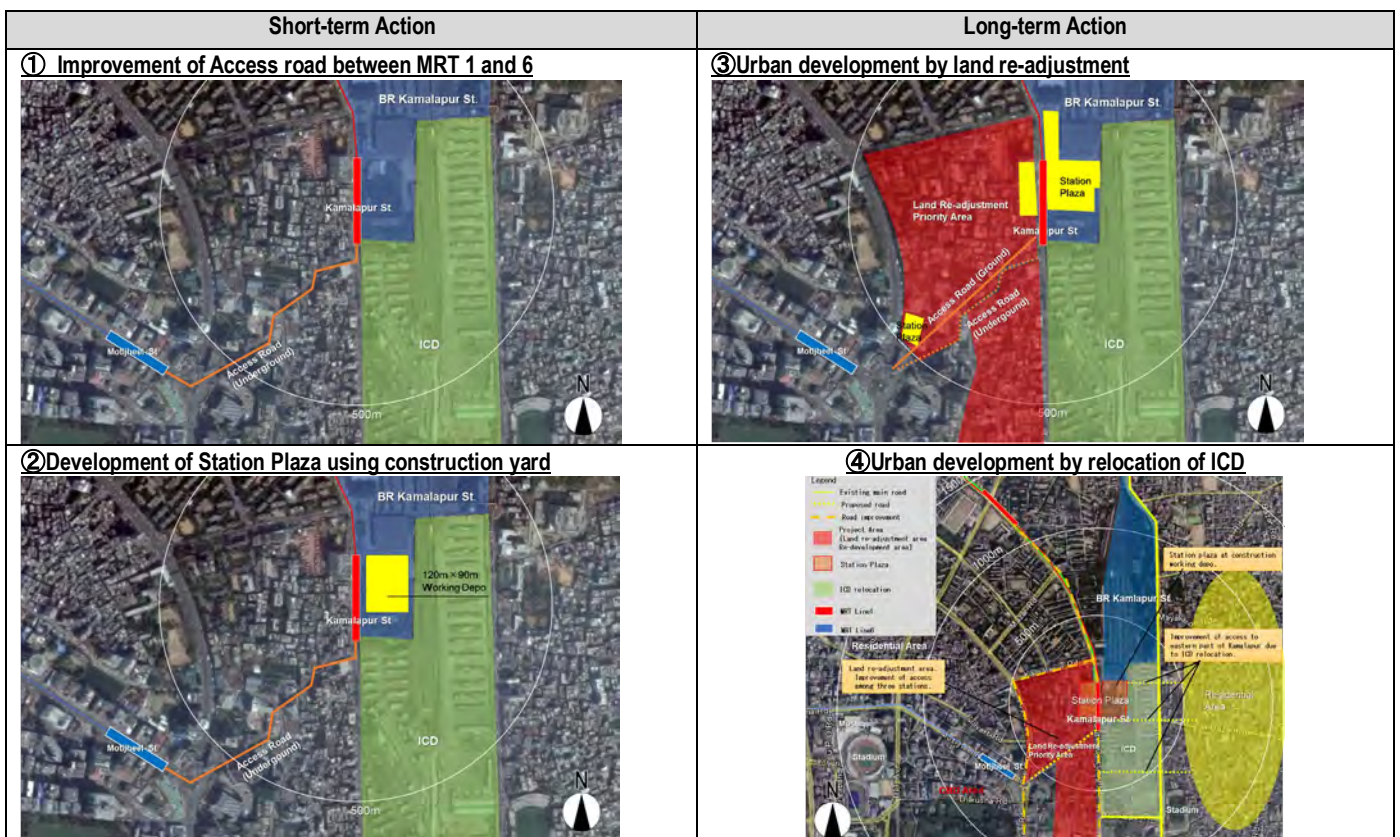 Short-term Action
Long-term Action
① Improvement of Access road between MRT 1 and 6
BR Kamalapur St.
Kamalapur St
Access Road
(Underground)
Motijheel St
ICD
500m
N
③Urban development by land re-adjustment
BR Kamalapur St.
Station
Plaza
Land Re-adjustment
Priority Area
Kamalapur St
Access Road (Ground)
Access Road
(Underground)
Station
Plaza
Motijheel St
ICD
500m
N
②Development of Station Plaza using construction yard
BR Kamalapur St.
120m×90m
Working Depo
Kamalapur St
Access Road
(Underground)
Motijheel St
ICD
500m
N
④Urban development by relocation of ICD
Legend
Existing main road
Proposed road
Road improvement
Project Area
(Land re-adjustment area
Re-development area)
Station Plaza
ICD relocation
MRT Line1
MRT Line6
1500m
1000m
500m
Station plaza at construction
working depo.
BR Kamlapur St
Improvement of access to
eastern part of Kamalapur due
to ICD relocation.
Residential Area
Land re-adjustment area.
Improvement of access
among three stations.
Station Plaza
Residential
Area
Kamalapur St
Land Re-adjustment
Priority Area
ICD
Stadium
Motijheel St
Stadium
N